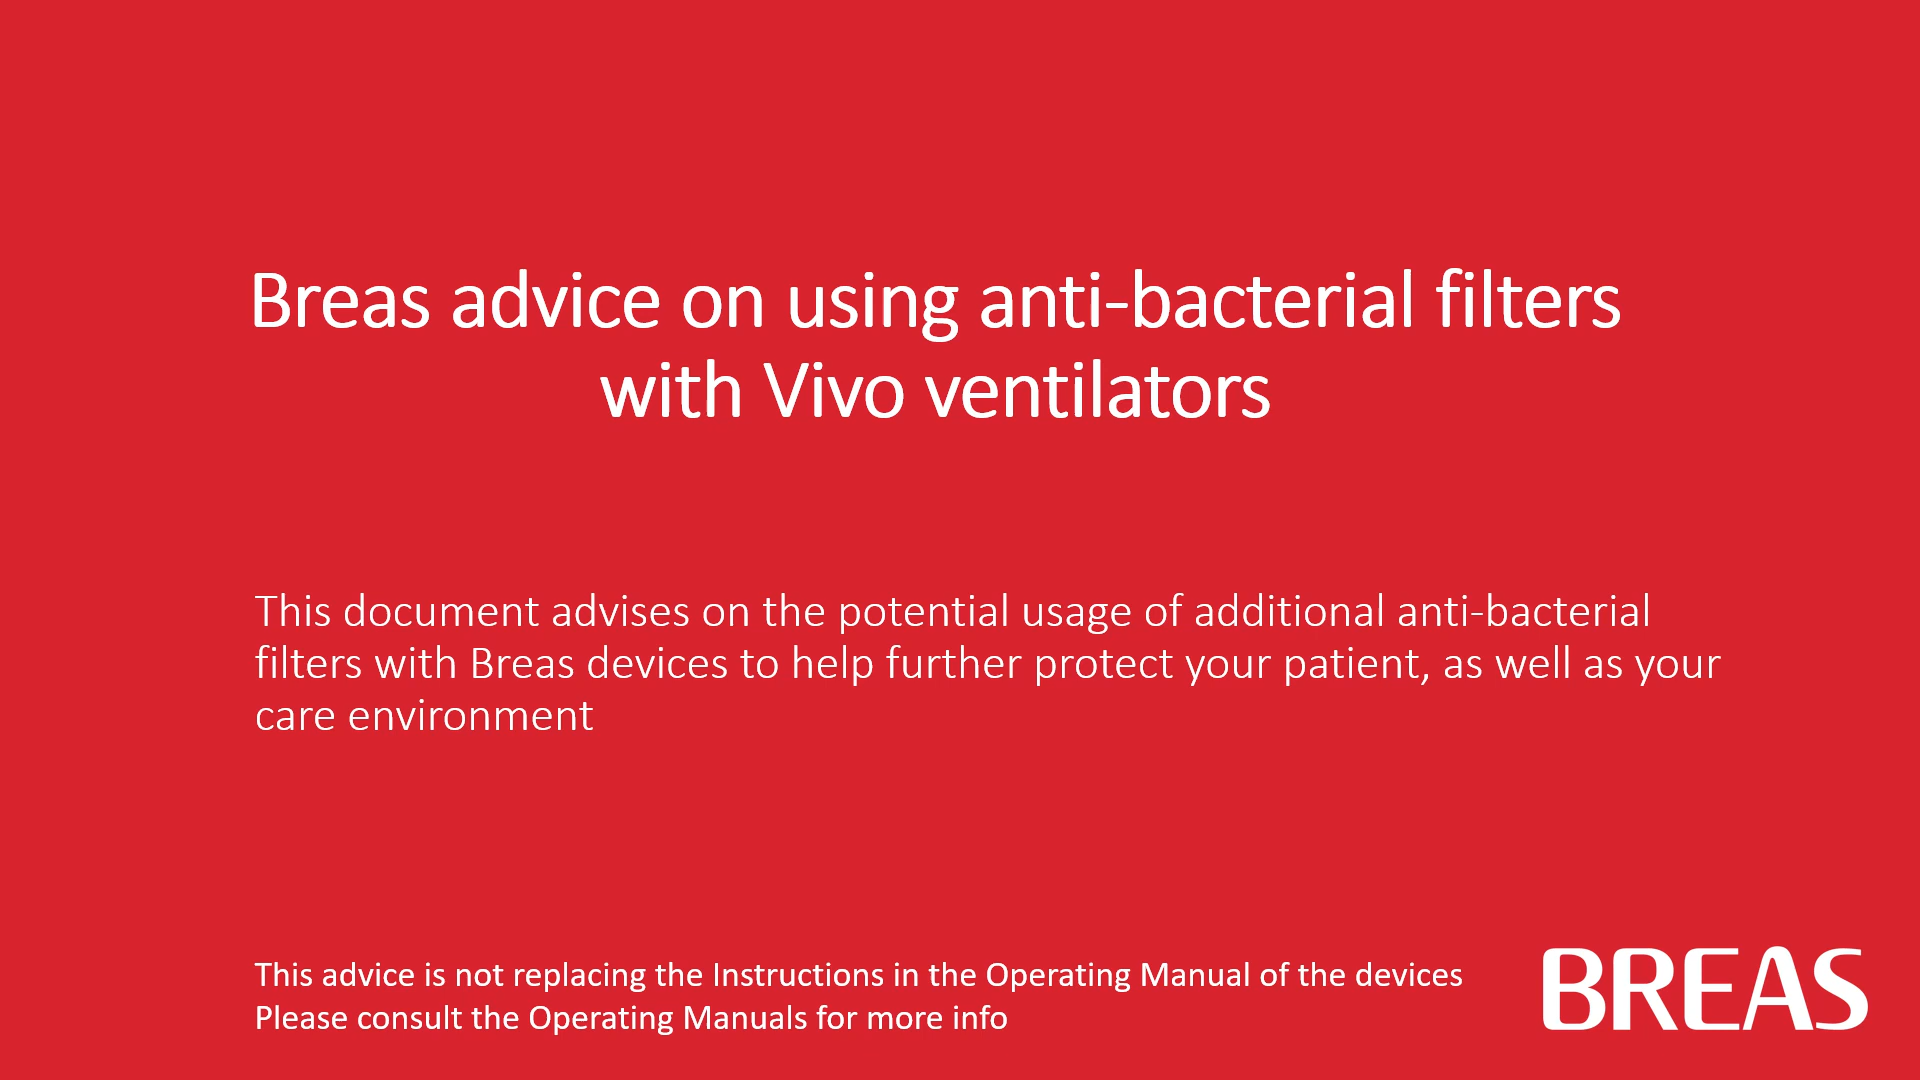 Breas advice on using anti-bacterial filters
with Vivo ventilators
This document advises on the potential usage of additional anti-bacterial
filters with Breas devices to help further protect your patient, as well as your
care environment
This advice is not replacing the Instructions in the Operating Manual of the devices
Please consult the Operating Manuals for more info
BREAS